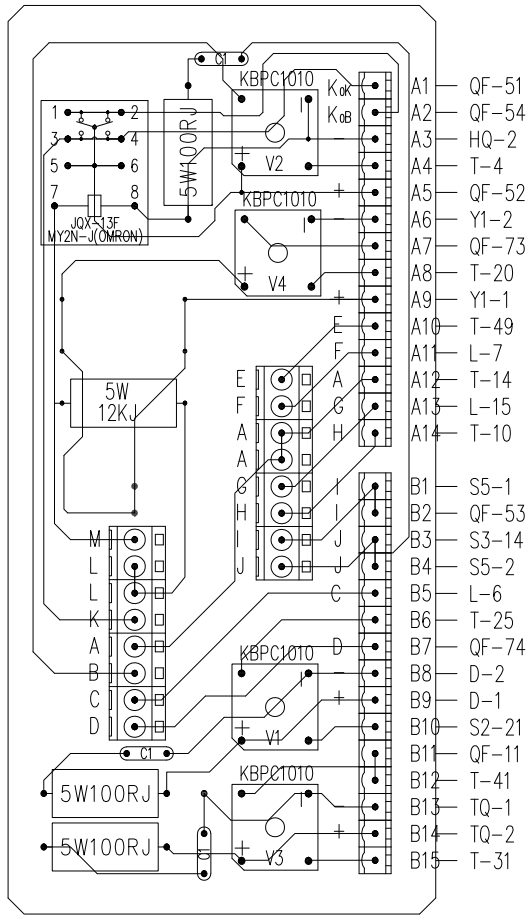 C1 KBPC1010
KoK A1 QF-51
1 2 KoB A2 QF-54
3 4 − A3 HQ-2
5 6 5W100RJ + V2 A4 T-4
7 8 KBPC1010 + A5 QF-52
JQX-13F − A6 Y1-2
MY2N-J(OMRON) A7 QF-73
+ V4 A8 T-20
+ A9 Y1-1
E A10 T-49
F A11 L-7
5W E A A12 T-14
12KJ F G A13 L-15
A H A14 T-10
A
G I B1 S5-1
H I B2 QF-53
M I J B3 S3-14
L J J B4 S5-2
L C B5 L-6
K B6 T-25
A KBPC1010 D B7 QF-74
B − B8 D-2
C + B9 D-1
D + V1 B10 S2-21
C1 KBPC1010 B11 QF-11
5W100RJ B12 T-41
− B13 TQ-1
5W100RJ C1 + B14 TQ-2
+ V3 B15 T-31